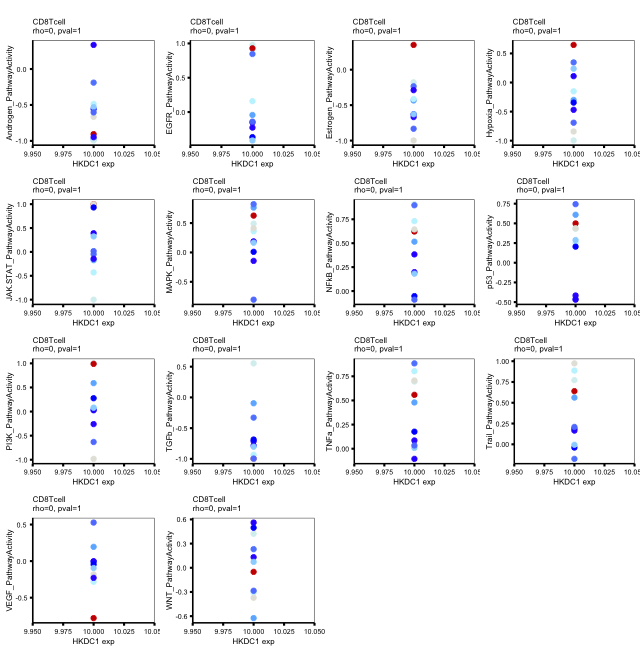 CD8Tcell
rho=0, pval=1
Androgen_PathwayActivity
0.0
-0.5
-1.0
9.950 9.975 10.000 10.025 10.05
HKDC1 exp
CD8Tcell
rho=0, pval=1
EGFR_PathwayActivity
1.0
0.5
0.0
9.950 9.975 10.000 10.025 10.05
HKDC1 exp
CD8Tcell
rho=0, pval=1
Estrogen_PathwayActivity
0.0
-0.5
-1.0
9.950 9.975 10.000 10.025 10.05
HKDC1 exp
CD8Tcell
rho=0, pval=1
Hypoxia_PathwayActivity
0.5
0.0
-0.5
-1.0
9.950 9.975 10.000 10.025 10.05
HKDC1 exp
CD8Tcell
rho=0, pval=1
JAK.STAT_PathwayActivity
1.0
0.5
0.0
-0.5
-1.0
9.950 9.975 10.000 10.025 10.05
HKDC1 exp
CD8Tcell
rho=0, pval=1
MAPK_PathwayActivity
0.5
0.0
-0.5
9.950 9.975 10.000 10.025 10.05
HKDC1 exp
CD8Tcell
rho=0, pval=1
NFkB_PathwayActivity
0.75
0.50
0.25
0.00
9.950 9.975 10.000 10.025 10.05
HKDC1 exp
CD8Tcell
rho=0, pval=1
p53_PathwayActivity
0.75
0.50
0.25
0.00
-0.25
-0.50
9.950 9.975 10.000 10.025 10.05
HKDC1 exp
CD8Tcell
rho=0, pval=1
PI3K_PathwayActivity
1.0
0.5
0.0
-0.5
-1.0
9.950 9.975 10.000 10.025 10.05
HKDC1 exp
CD8Tcell
rho=0, pval=1
TGFb_PathwayActivity
0.5
0.0
-0.5
-1.0
9.950 9.975 10.000 10.025 10.05
HKDC1 exp
CD8Tcell
rho=0, pval=1
TNFa_PathwayActivity
0.75
0.50
0.25
0.00
9.950 9.975 10.000 10.025 10.05
HKDC1 exp
CD8Tcell
rho=0, pval=1
Trail_PathwayActivity
1.00
0.75
0.50
0.25
0.00
9.950 9.975 10.000 10.025 10.05
HKDC1 exp
CD8Tcell
rho=0, pval=1
VEGF_PathwayActivity
0.5
0.0
-0.5
9.950 9.975 10.000 10.025 10.05
HKDC1 exp
CD8Tcell
rho=0, pval=1
WNT_PathwayActivity
0.6
0.3
0.0
-0.3
-0.6
9.950 9.975 10.000 10.025 10.050
HKDC1 exp